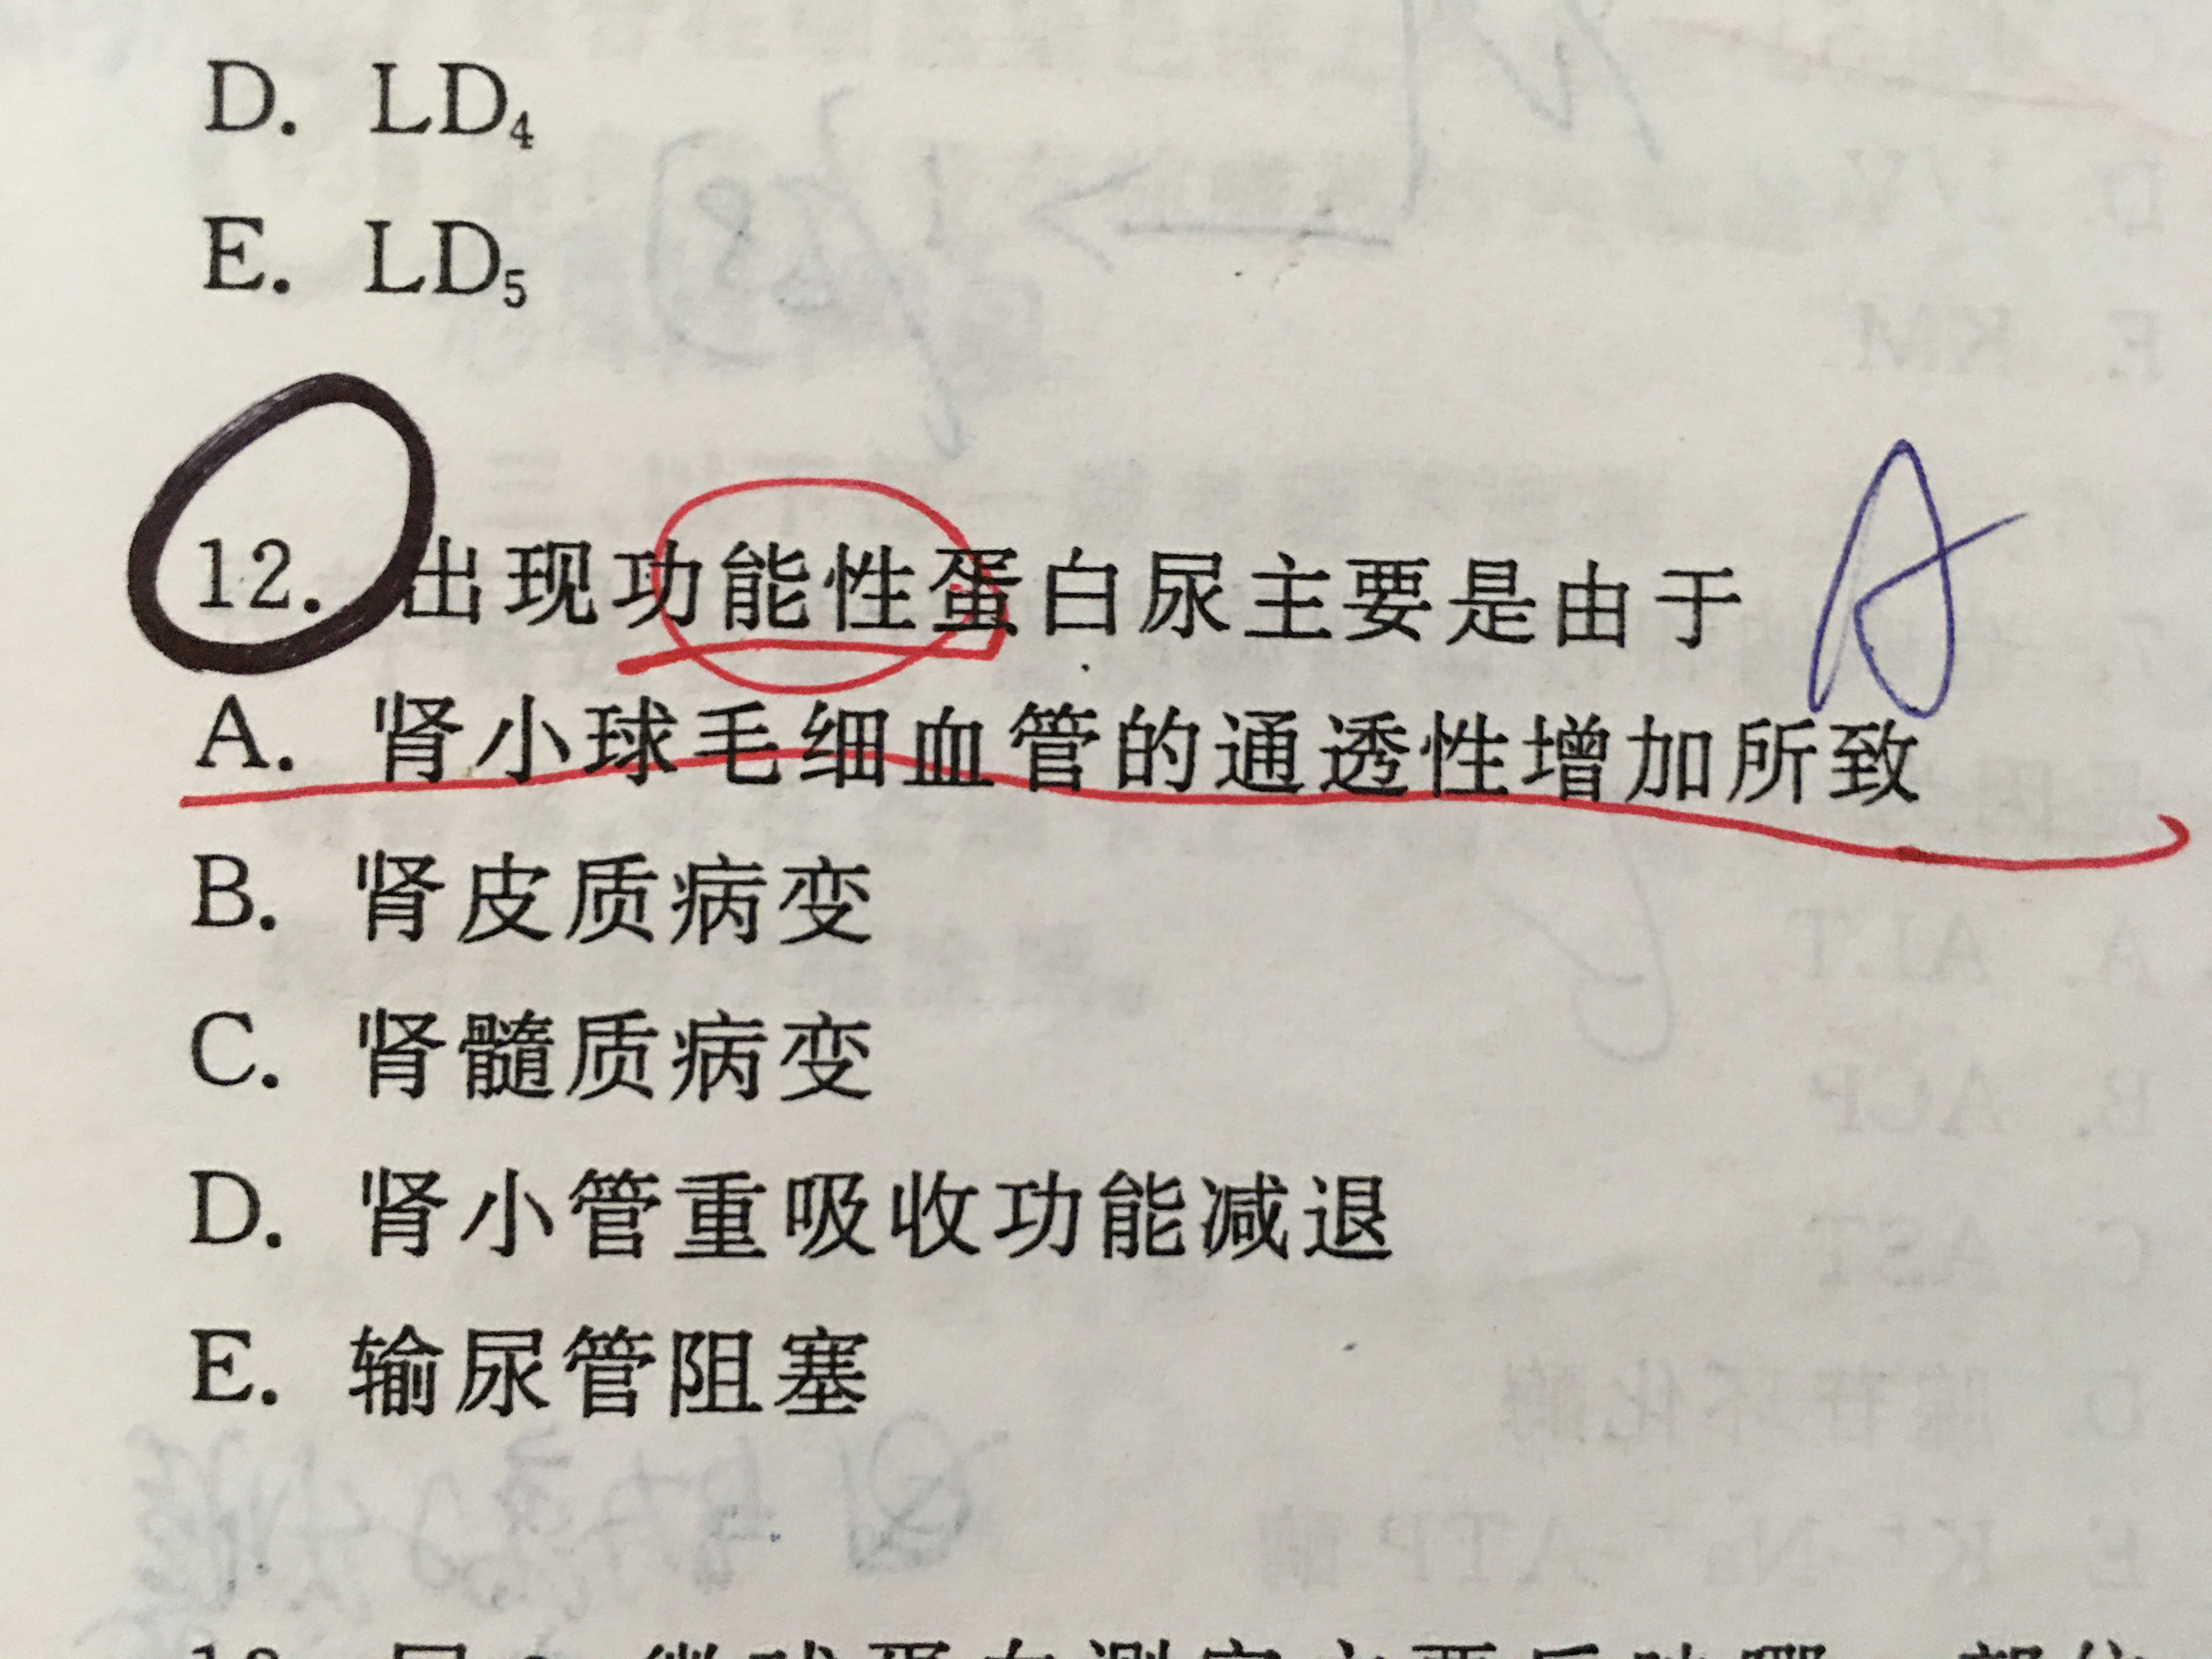 D. LD₄
E. LD₅
12. 出现功能性蛋白尿主要是由于
A. 肾小球毛细血管的通透性增加所致
B. 肾皮质病变
C. 肾髓质病变
D. 肾小管重吸收功能减退
E. 输尿管阻塞